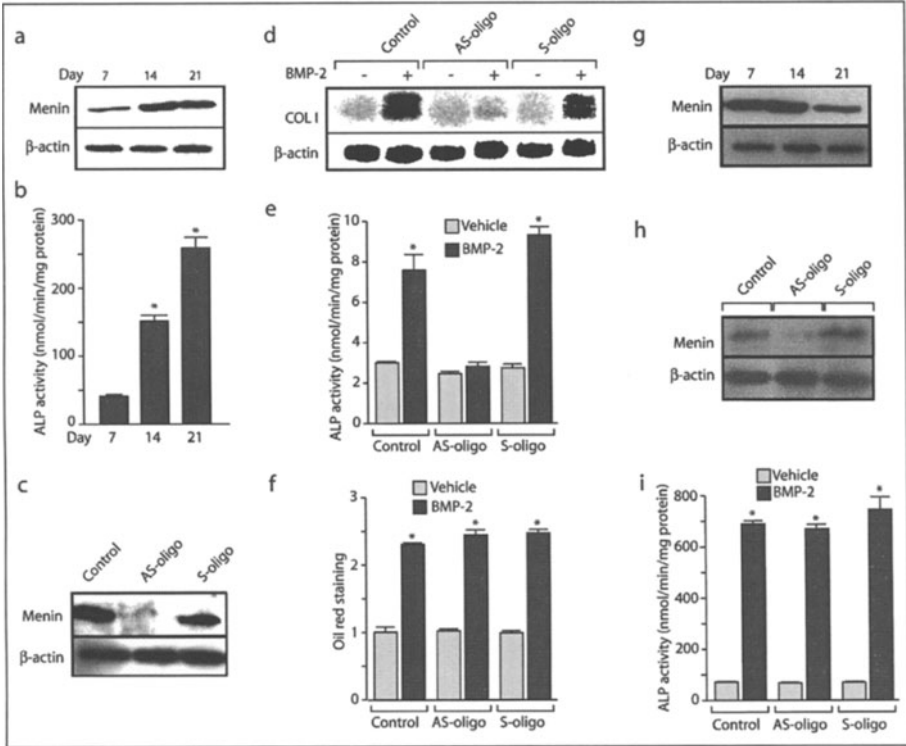 a
Day 7 14 21
Menin
β-actin
b
ALP activity (nmol/min/mg protein)
300
200
100
0
Day 7 14 21
* *
c
Control AS-oligo S-oligo
Menin
β-actin
d
Control AS-oligo S-oligo
BMP-2 - + - + - +
COL I
β-actin
e
Vehicle
BMP-2
ALP activity (nmol/min/mg protein)
10
8
6
4
2
0
* *
Control AS-oligo S-oligo
f
Vehicle
BMP-2
Oil red staining
3
2
1
0
* * *
Control AS-oligo S-oligo
g
Day 7 14 21
Menin
β-actin
h
Control AS-oligo S-oligo
Menin
β-actin
i
Vehicle
BMP-2
ALP activity (nmol/min/mg protein)
800
600
400
200
0
* * *
Control AS-oligo S-oligo